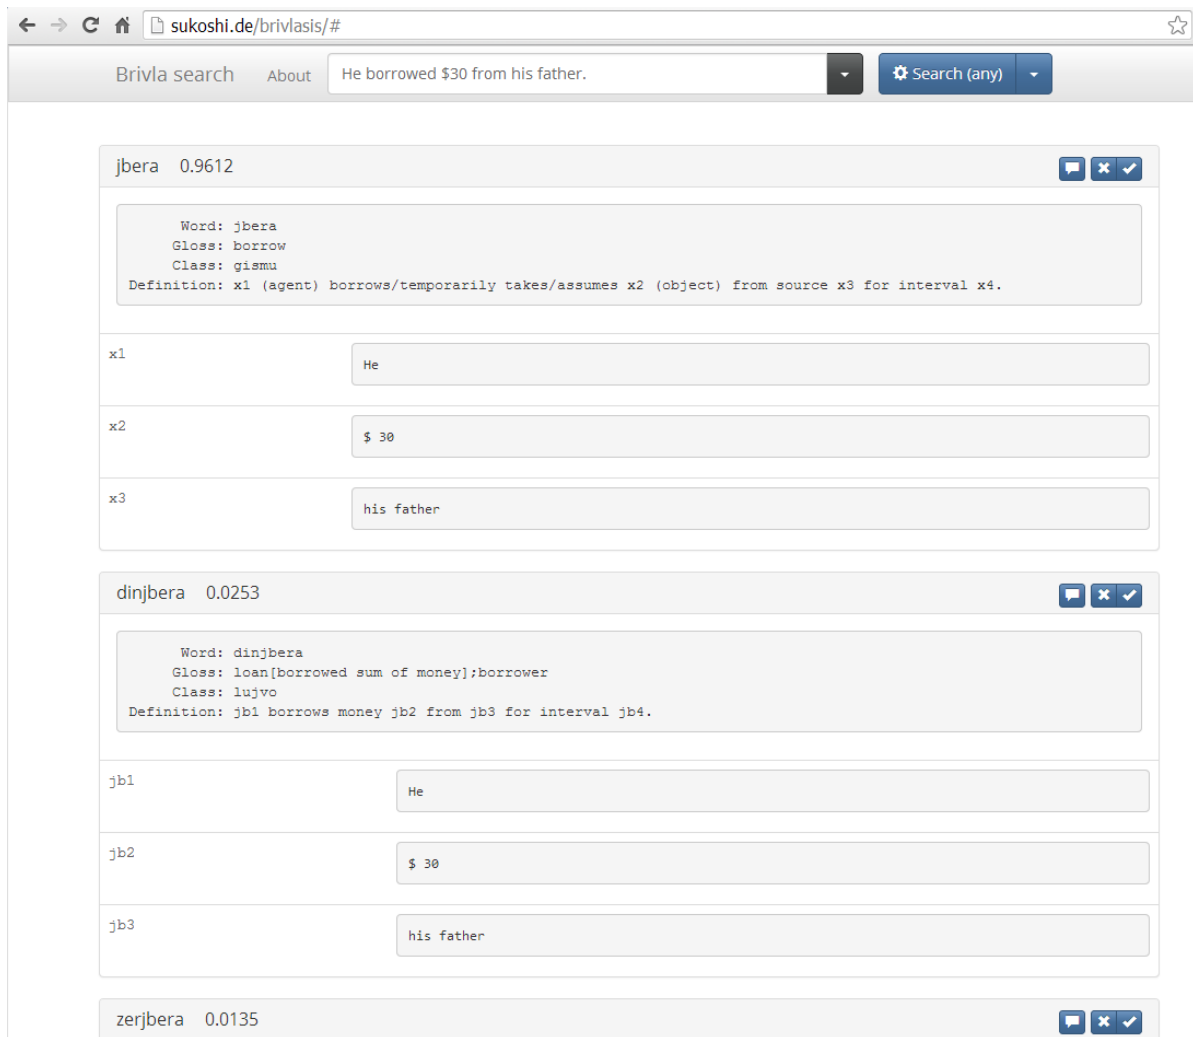 sukoshi.de/brivlasis/#
Brivla search About He borrowed $30 from his father. Search (any)
jbera 0.9612
Word: jbera
Gloss: borrow
Class: gismu
Definition: x1 (agent) borrows/temporarily takes/assumes x2 (object) from source x3 for interval x4.
x1 He
x2 $ 30
x3 his father
dinjbera 0.0253
Word: dinjbera
Gloss: loan[borrowed sum of money];borrower
Class: lujvo
Definition: jb1 borrows money jb2 from jb3 for interval jb4.
jb1 He
jb2 $ 30
jb3 his father
zerjbera 0.0135